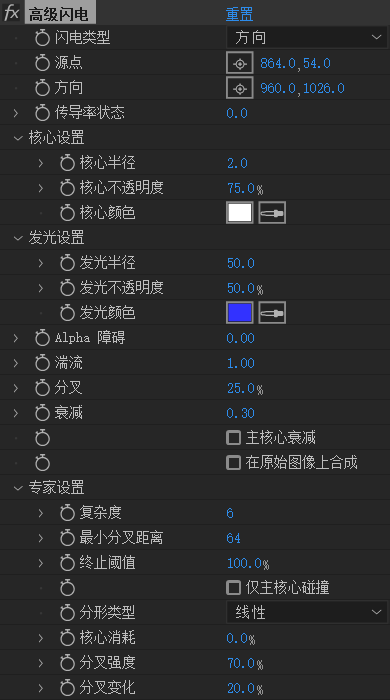 fx 高级闪电 重置
闪电类型 方向
源点 864.0,54.0
方向 960.0,1026.0
传导率状态 0.0
核心设置
核心半径 2.0
核心不透明度 75.0%
核心颜色
发光设置
发光半径 50.0
发光不透明度 50.0%
发光颜色
Alpha 障碍 0.00
湍流 1.00
分叉 25.0%
衰减 0.30
主核心衰减
在原始图像上合成
专家设置
复杂度 6
最小分叉距离 64
终止阈值 100.0%
仅主核心碰撞
分形类型 线性
核心消耗 0.0%
分叉强度 70.0%
分叉变化 20.0%